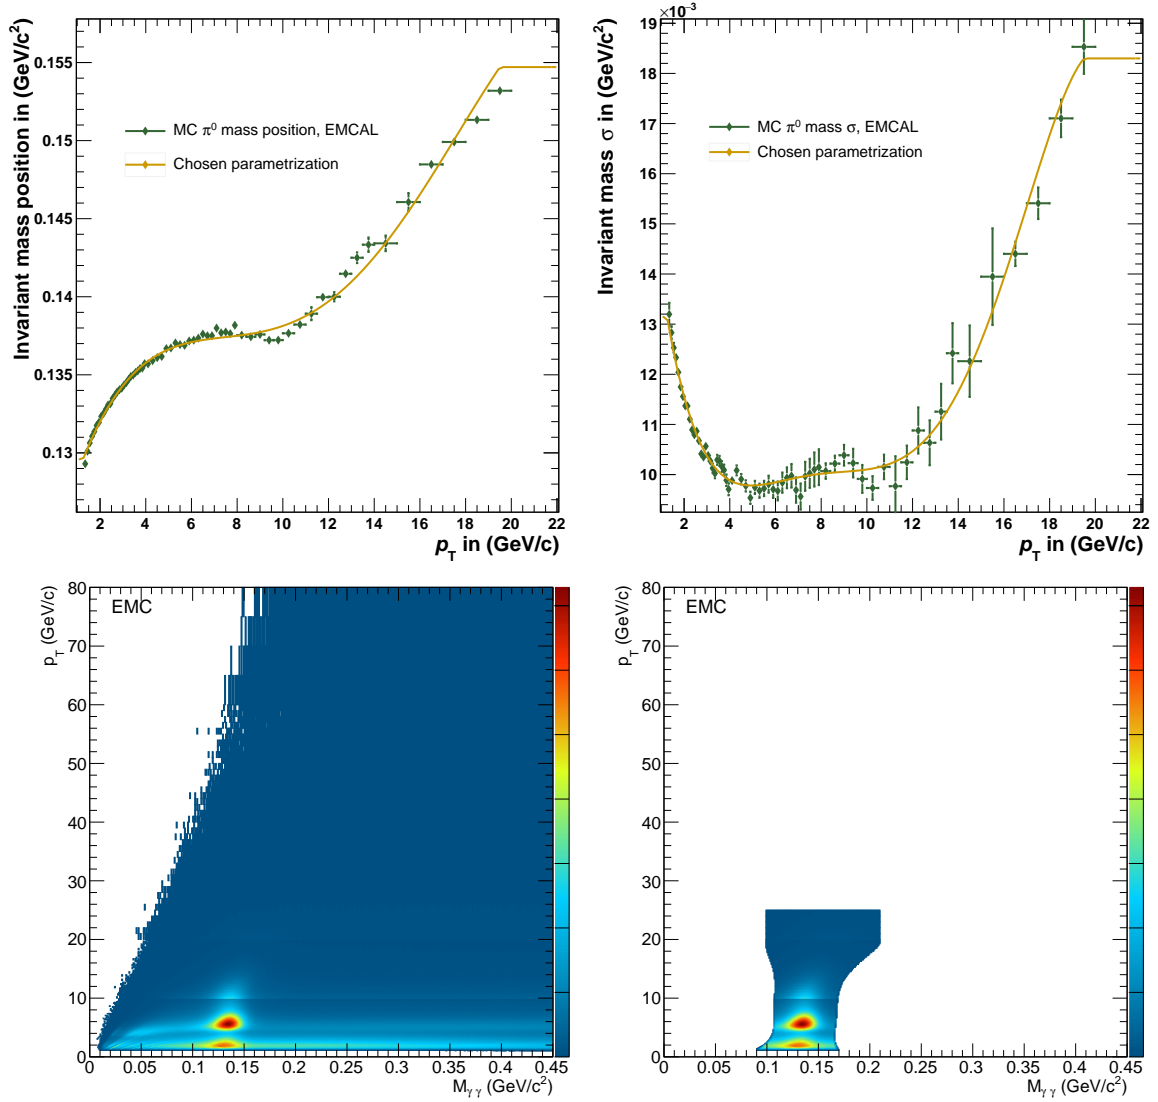 Invariant mass position in (GeV/c²)
0.155
0.15
0.145
0.14
0.135
0.13
MC π⁰ mass position, EMCAL
Chosen parametrization
2 4 6 8 10 12 14 16 18 20 22
p_T in (GeV/c)
×10⁻³
Invariant mass σ in (GeV/c²)
19
18
17
16
15
14
13
12
11
10
MC π⁰ mass σ, EMCAL
Chosen parametrization
2 4 6 8 10 12 14 16 18 20 22
p_T in (GeV/c)
p_T (GeV/c)
80
70
60
50
40
30
20
10
0
EMC
0 0.05 0.1 0.15 0.2 0.25 0.3 0.35 0.4 0.45
M_γγ (GeV/c²)
p_T (GeV/c)
80
70
60
50
40
30
20
10
0
EMC
0 0.05 0.1 0.15 0.2 0.25 0.3 0.35 0.4 0.45
M_γγ (GeV/c²)